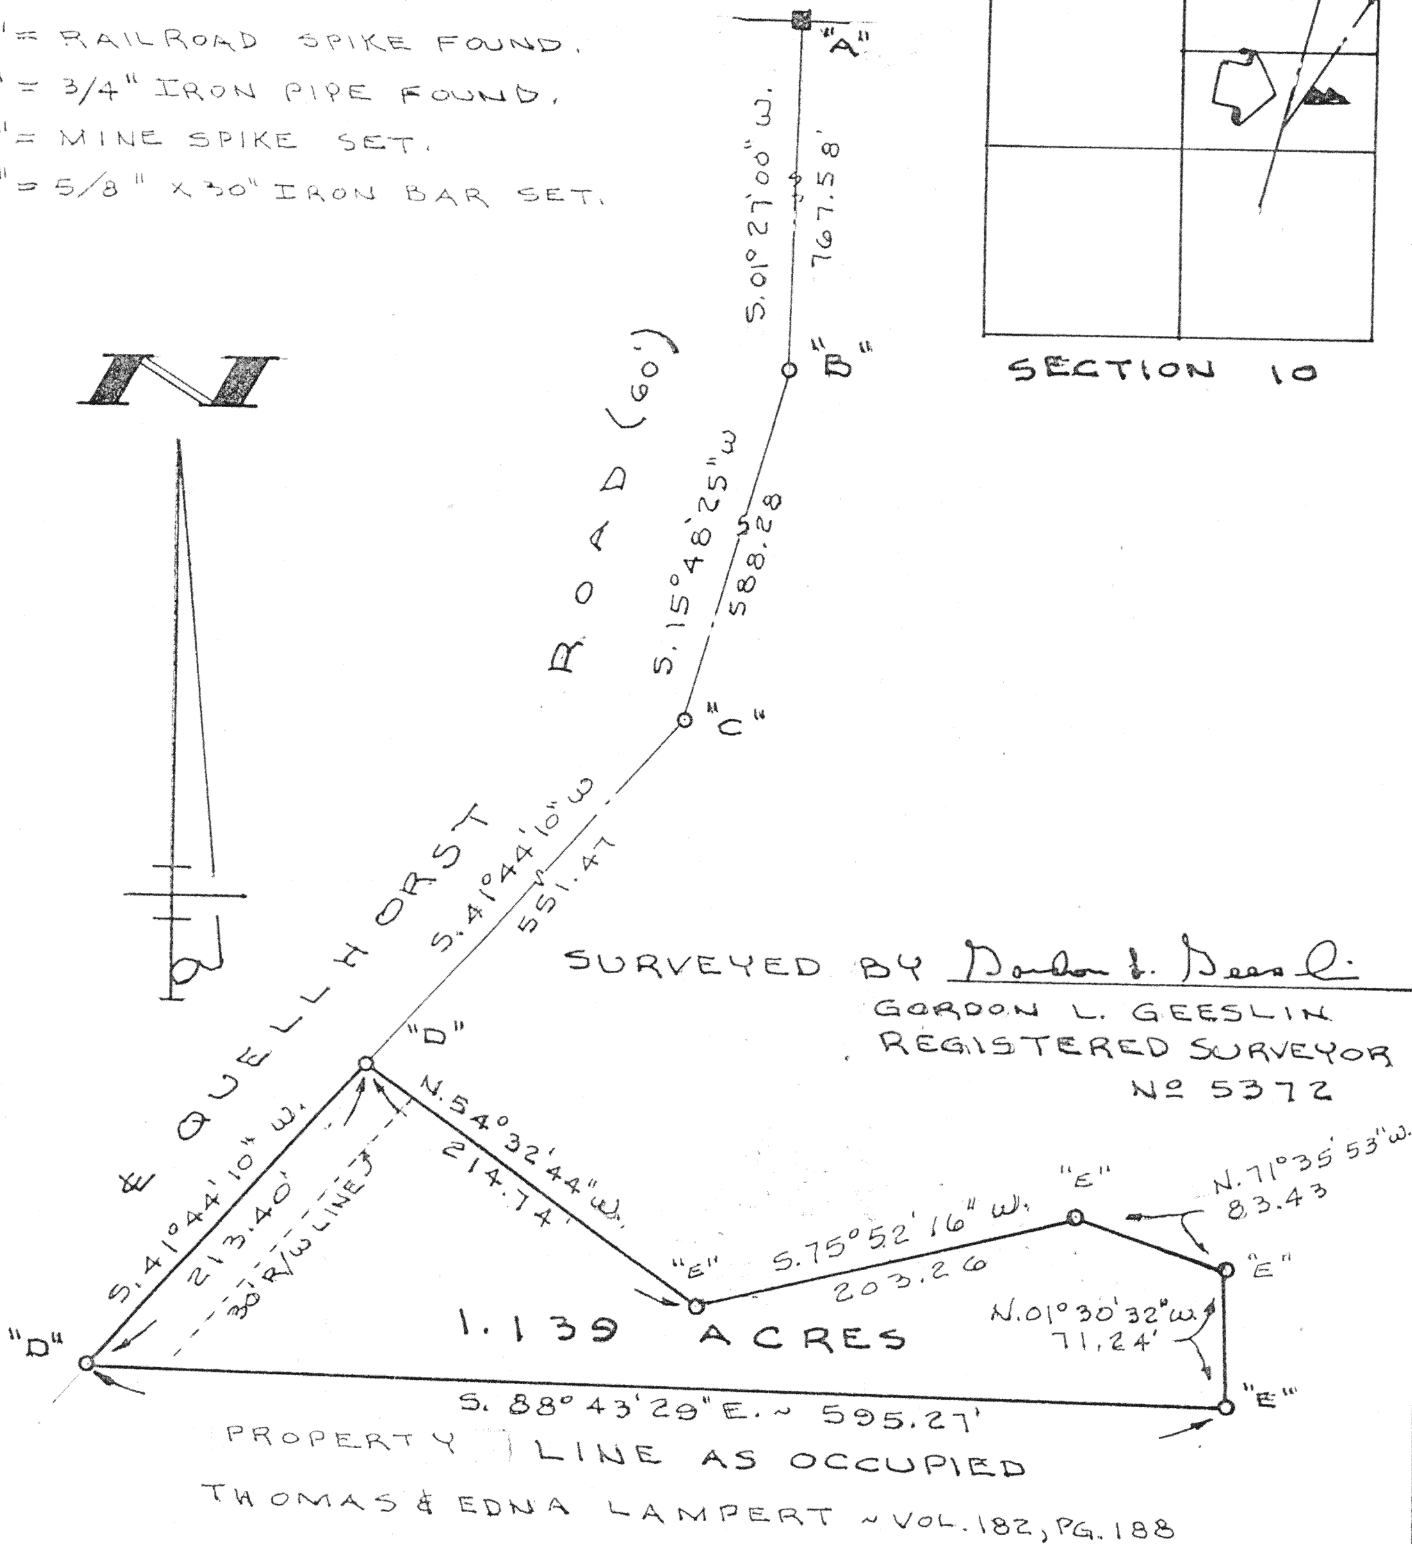 "= RAILROAD SPIKE FOUND.
"= 3/4" IRON PIPE FOUND.
"= MINE SPIKE SET.
"= 5/8" X 30" IRON BAR SET.
"A"
S.01°27'00" W.
767.58'
"B"
SECTION 10
N
S.15°48'25" W
588.28
"C"
S.41°44'10" W
551.47
℄ QUELLHORST ROAD (60')
SURVEYED BY
GORDON L. GEESLIN
REGISTERED SURVEYOR
Nº 5372
"D"
S.41°44'10" W.
213.40'
30' R/W LINE
N.54°32'44" W.
214.74'
"E"
S.75°52'16" W.
203.26
"E"
N.71°35'53" W.
83.43
"E"
N.01°30'32" W.
71.24'
1.139 ACRES
"D"
"E"
S. 88°43'29" E. ~ 595.27'
PROPERTY LINE AS OCCUPIED
THOMAS & EDNA LAMPERT ~ VOL. 182, PG. 188